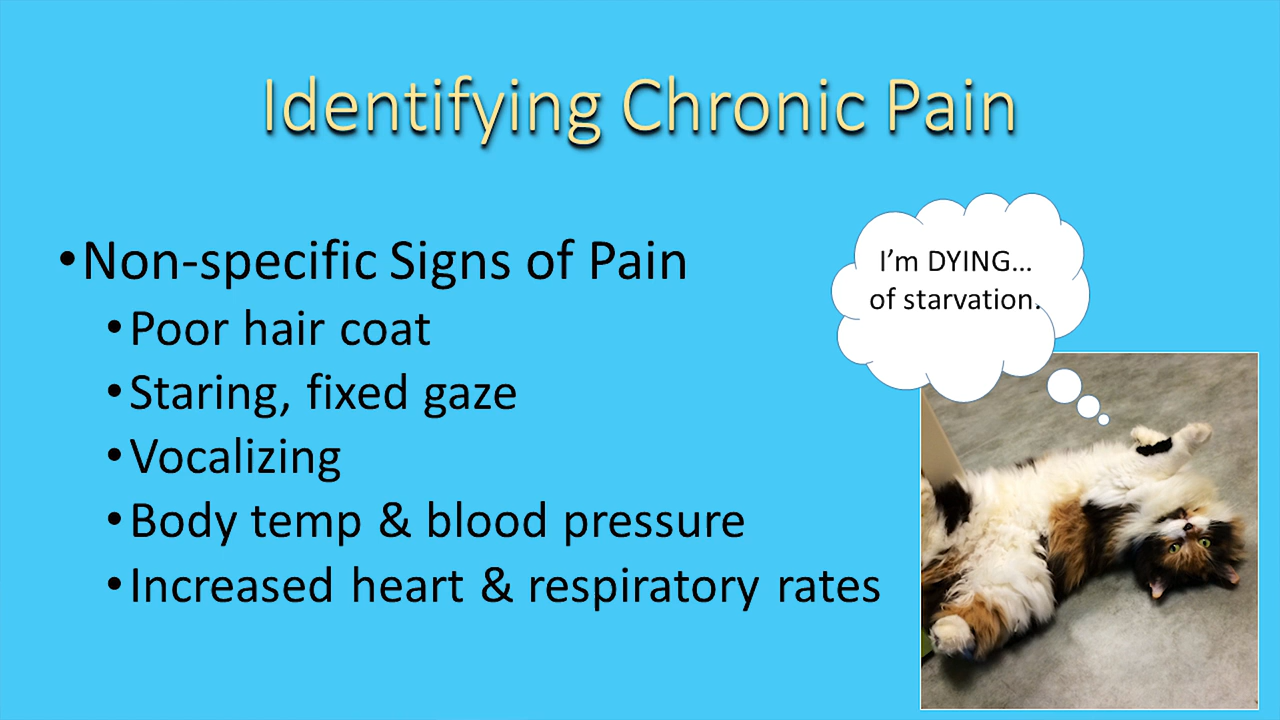 Identifying Chronic Pain
•Non-specific Signs of Pain
•Poor hair coat
•Staring, fixed gaze
•Vocalizing
•Body temp & blood pressure
•Increased heart & respiratory rates
I'm DYING…
of starvation.